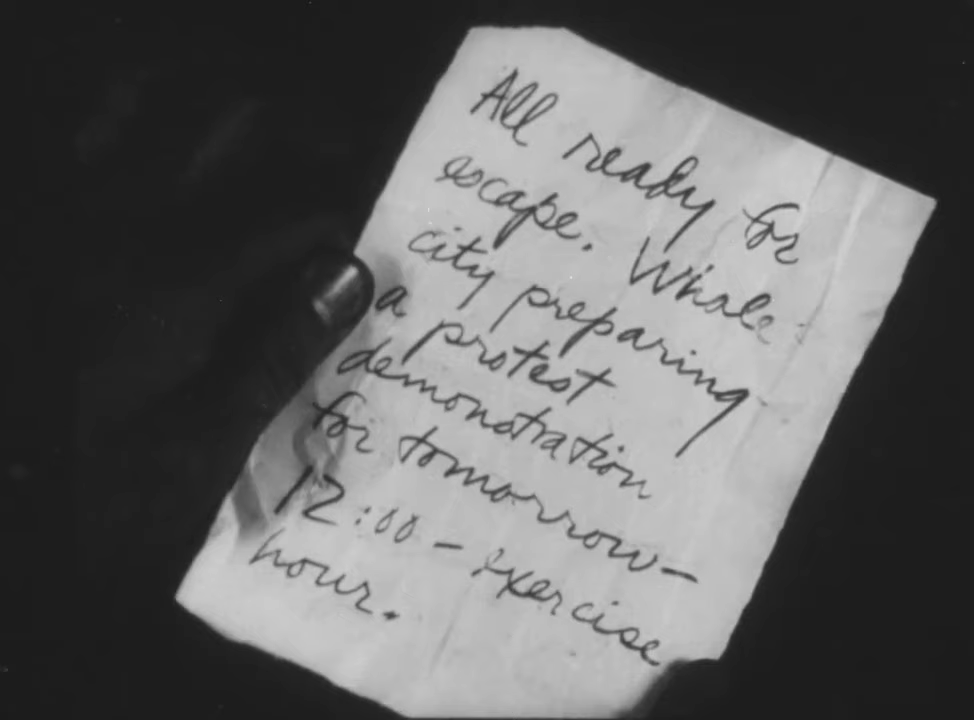 All ready for
escape. Whole
city preparing
a protest
demonstration
for tomorrow-
12:00 - exercise
hour.